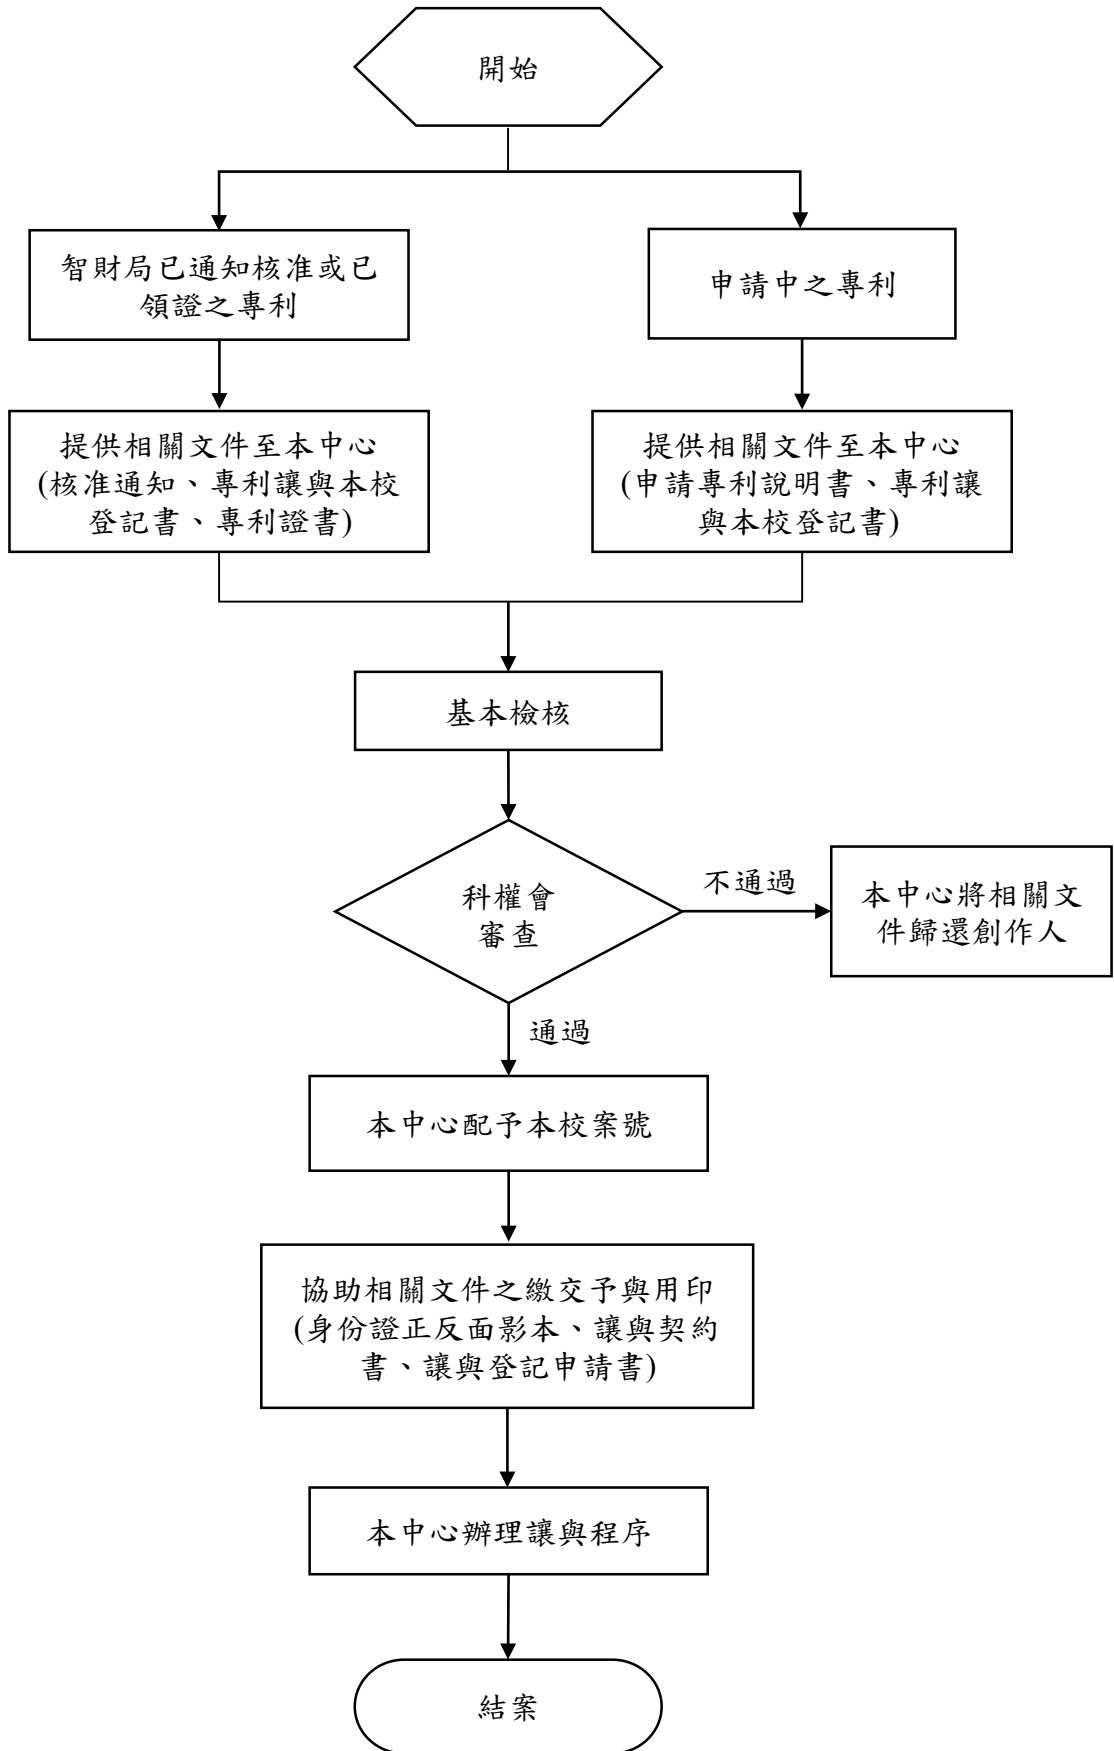 開始
智財局已通知核准或已
領證之專利
申請中之專利
提供相關文件至本中心
(核准通知、專利讓與本校
登記書、專利證書)
提供相關文件至本中心
(申請專利說明書、專利讓
與本校登記書)
基本檢核
科權會
審查
不通過
本中心將相關文
件歸還創作人
通過
本中心配予本校案號
協助相關文件之繳交予與用印
(身份證正反面影本、讓與契約
書、讓與登記申請書)
本中心辦理讓與程序
結案